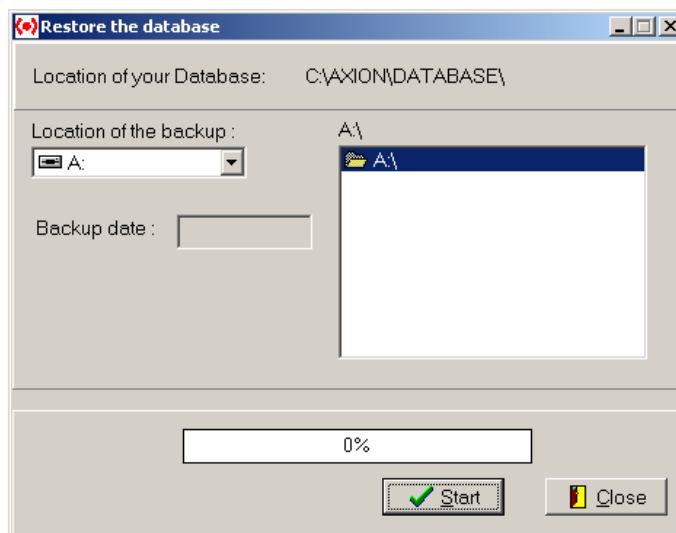 Restore the database
Location of your Database: C:\AXION\DATABASE\
Location of the backup :
A:
Backup date :
A:\
A:\
0%
Start
Close